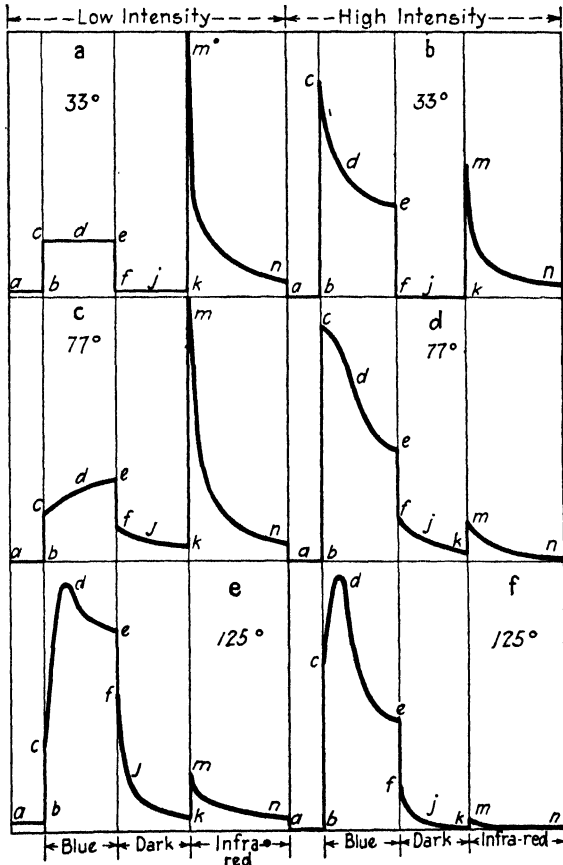 Low Intensity High Intensity
a b
m c
33° 33°
d m
c d e e
a b f j k n a b f j k n
c m c d
77° 77°
d
d e e
c
f j k n f j k m n
a b a b
d e d f
e 125° 125°
f c
c e
J m f
a b k n a b j k m n
Blue Dark Infra- Blue Dark Infra-red
red